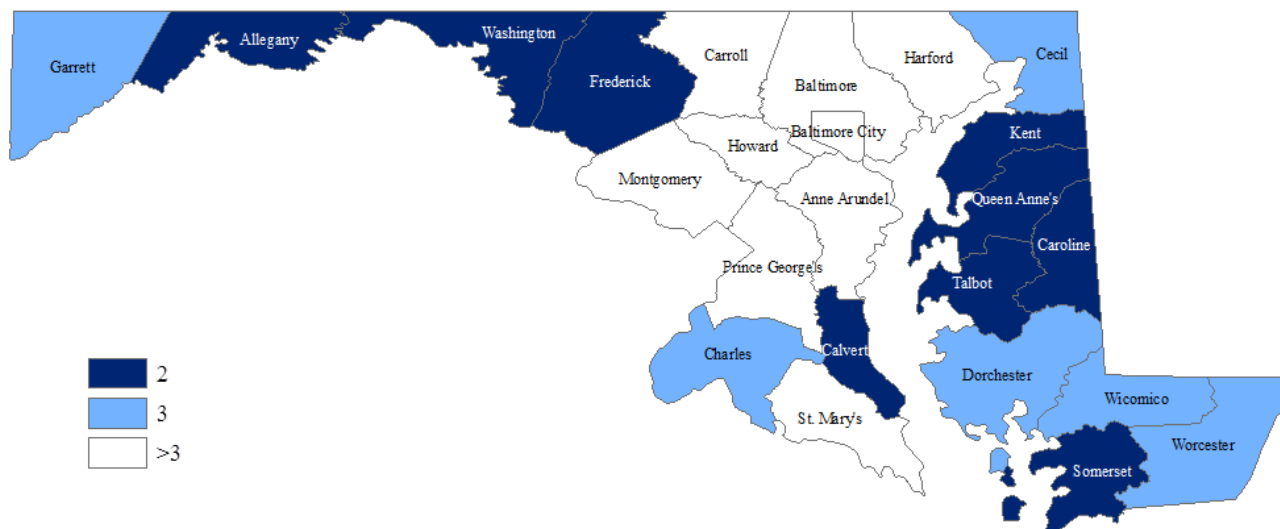 Garrett
Allegany
Washington
Frederick
Carroll
Baltimore
Harford
Cecil
Baltimore City
Howard
Montgomery
Anne Arundel
Prince George's
Kent
Queen Anne's
Caroline
Talbot
Calvert
Charles
St. Mary's
Dorchester
Wicomico
Worcester
Somerset
2
3
>3